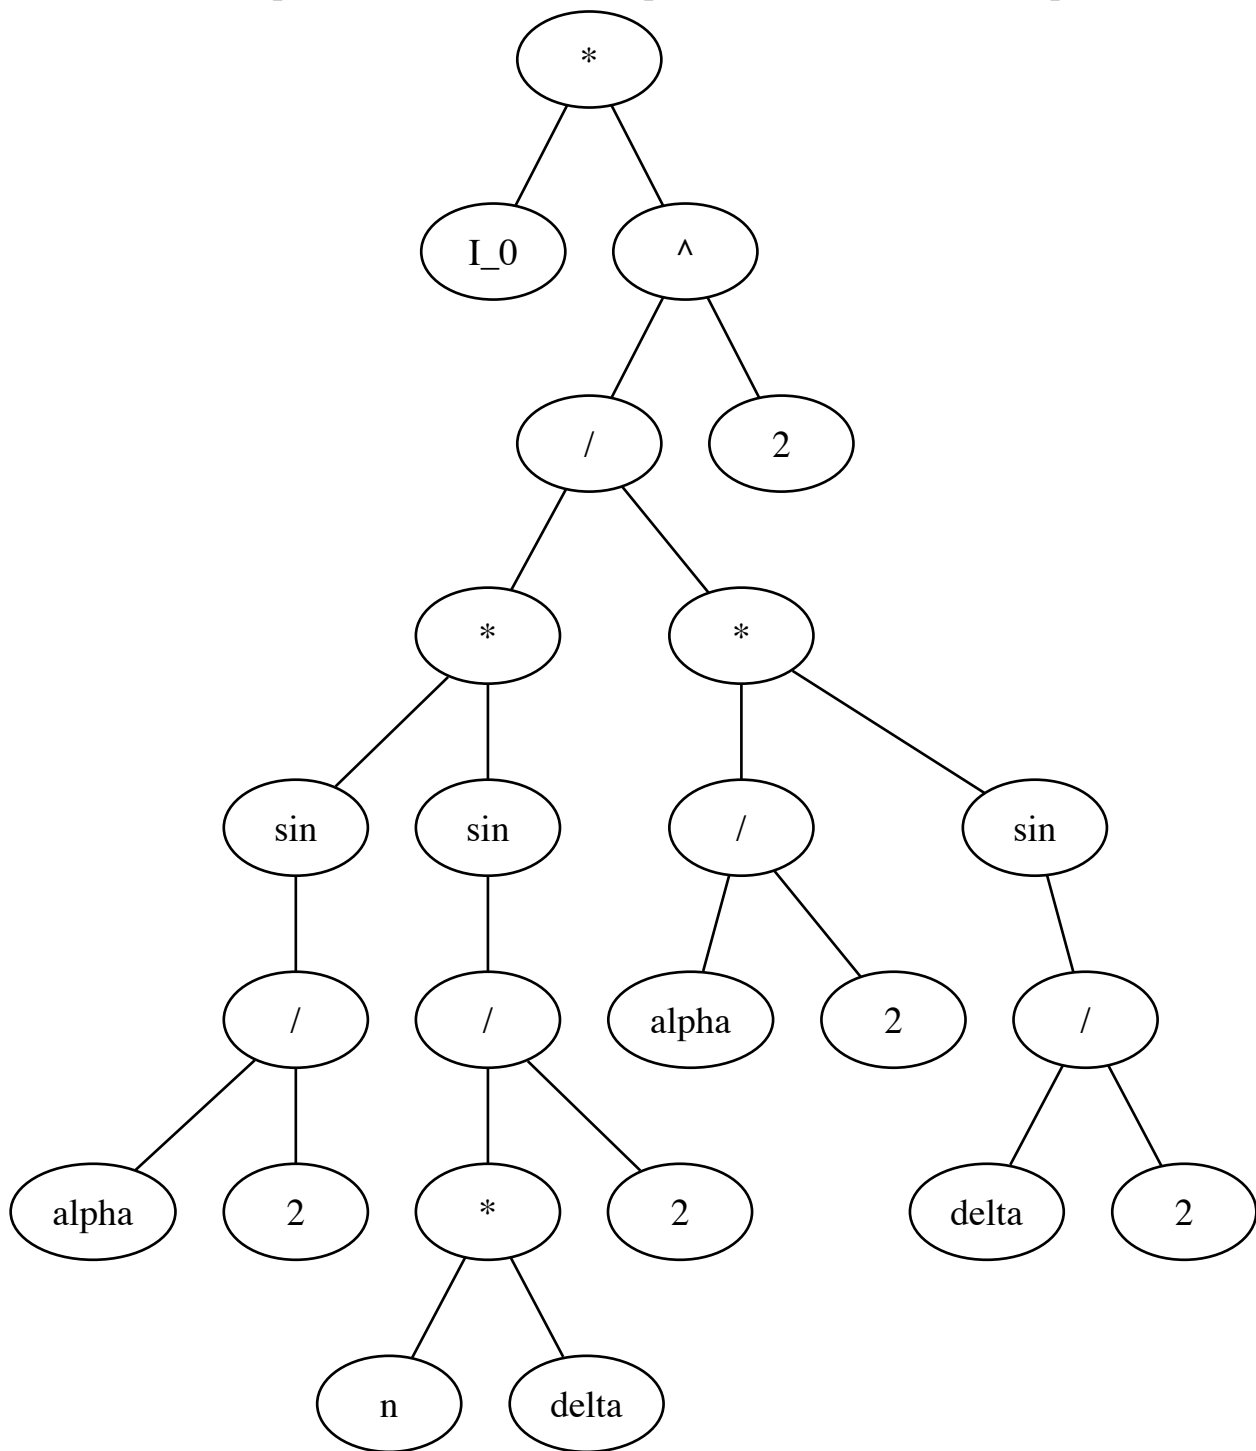 *
I_0 ^
/ 2
* *
sin sin / sin
/ / alpha 2 /
alpha 2 * 2 delta 2
n delta